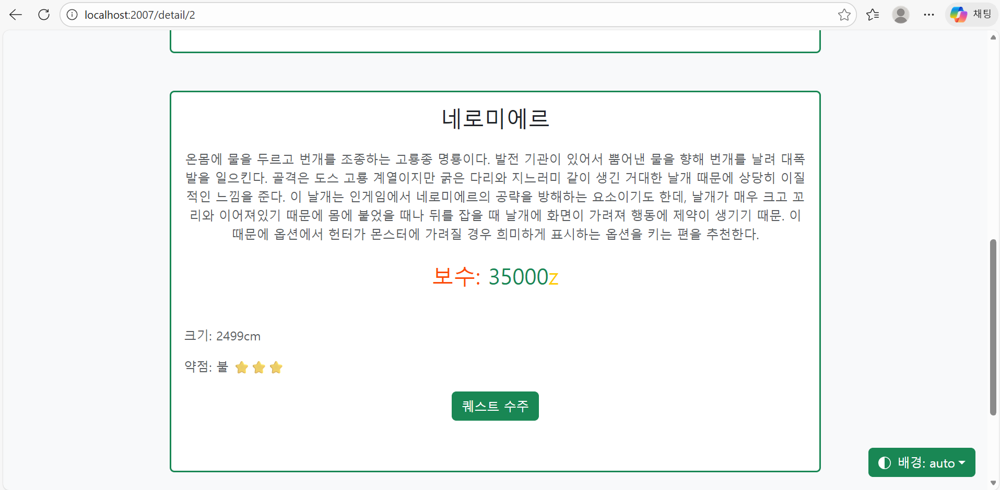 localhost:2007/detail/2
채팅
네로미에르
온몸에 물을 두르고 번개를 조종하는 고룡종 명룡이다. 발전 기관이 있어서 뿜어낸 물을 향해 번개를 날려 대폭
발을 일으킨다. 골격은 도스 고룡 계열이지만 굵은 다리와 지느러미 같이 생긴 거대한 날개 때문에 상당히 이질
적인 느낌을 준다. 이 날개는 인게임에서 네로미에르의 공략을 방해하는 요소이기도 한데, 날개가 매우 크고 꼬
리와 이어져있기 때문에 몸에 붙었을 때나 뒤를 잡을 때 날개에 화면이 가려져 행동에 제약이 생기기 때문. 이
때문에 옵션에서 헌터가 몬스터에 가려질 경우 희미하게 표시하는 옵션을 키는 편을 추천한다.
보수: 35000z
크기: 2499cm
약점: 불 ⭐⭐⭐
퀘스트 수주
배경: auto